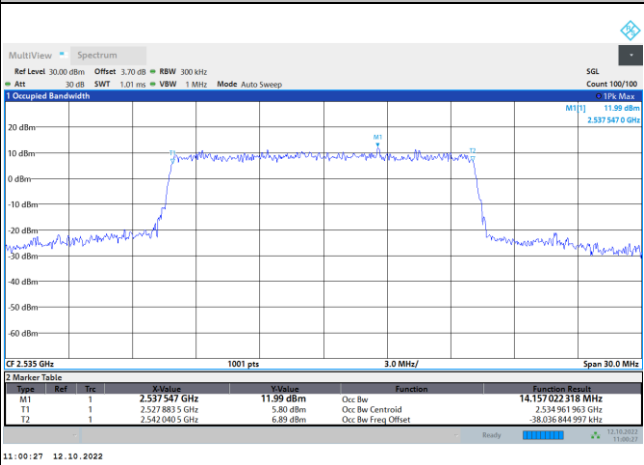 MultiView Spectrum
Ref Level 30.00 dBm Offset 3.70 dB RBW 300 kHz SGL
Att 30 dB SWT 1.01 ms VBW 1 MHz Mode Auto Sweep Count 100/100
1 Occupied Bandwidth 1Pk Max
M1[1] 11.99 dBm
2.537 547 0 GHz
20 dBm
M1
10 dBm
T1
T2
0 dBm
-10 dBm
-20 dBm
-30 dBm
-40 dBm
-50 dBm
-60 dBm
CF 2.535 GHz 1001 pts 3.0 MHz/ Span 30.0 MHz
2 Marker Table
Type Ref Trc X-Value Y-Value Function Function Result
M1 1 2.537 547 GHz 11.99 dBm Occ Bw 14.157 022 318 MHz
T1 1 2.527 883 5 GHz 5.80 dBm Occ Bw Centroid 2.534 961 963 GHz
T2 1 2.542 040 5 GHz 6.89 dBm Occ Bw Freq Offset -38.036 844 997 kHz
Ready 12.10.2022
11:00:27
11:00:27 12.10.2022